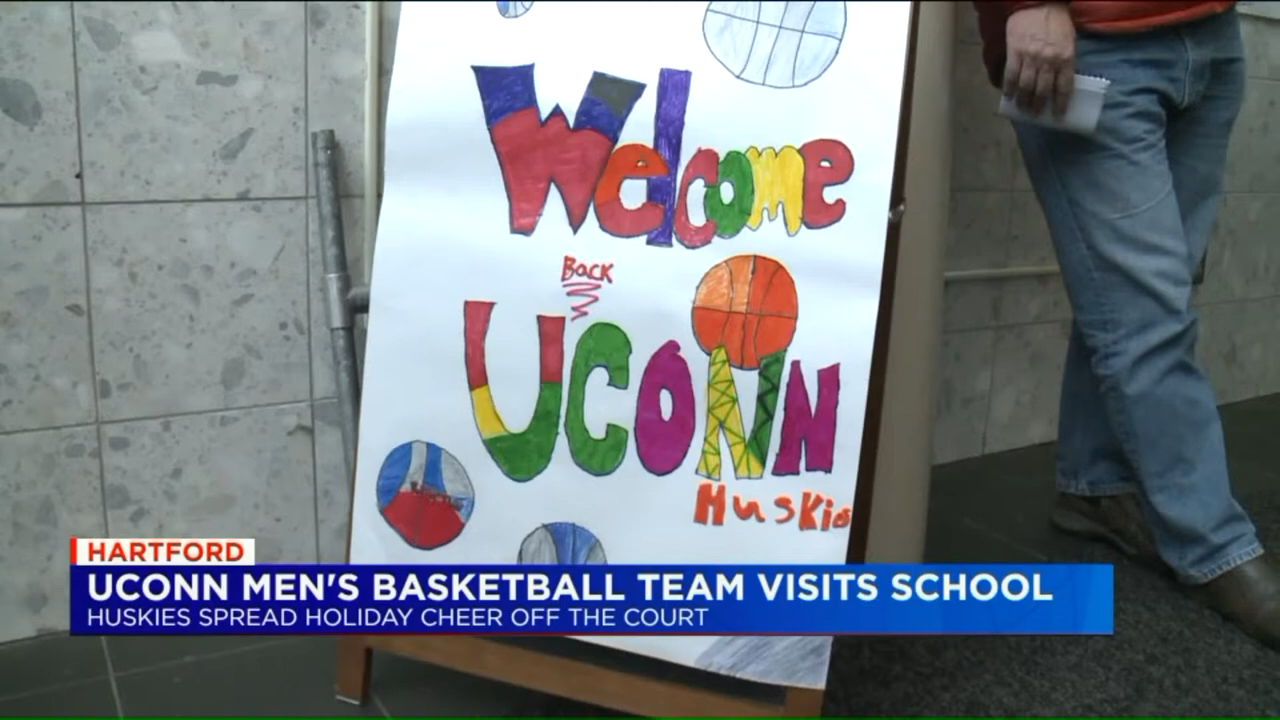 Welcome
Back
UCONN
Huskies
HARTFORD
UCONN MEN'S BASKETBALL TEAM VISITS SCHOOL
HUSKIES SPREAD HOLIDAY CHEER OFF THE COURT